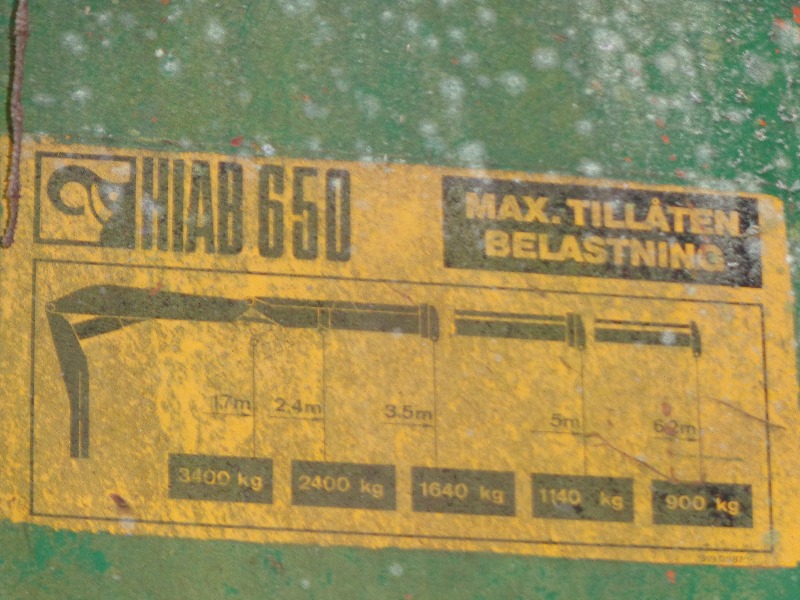 HIAB 650
MAX. TILLÅTEN
BELASTNING
1.7m 2.4m 3.5m 5m 6.2m
3400 kg 2400 kg 1640 kg 1140 kg 900 kg